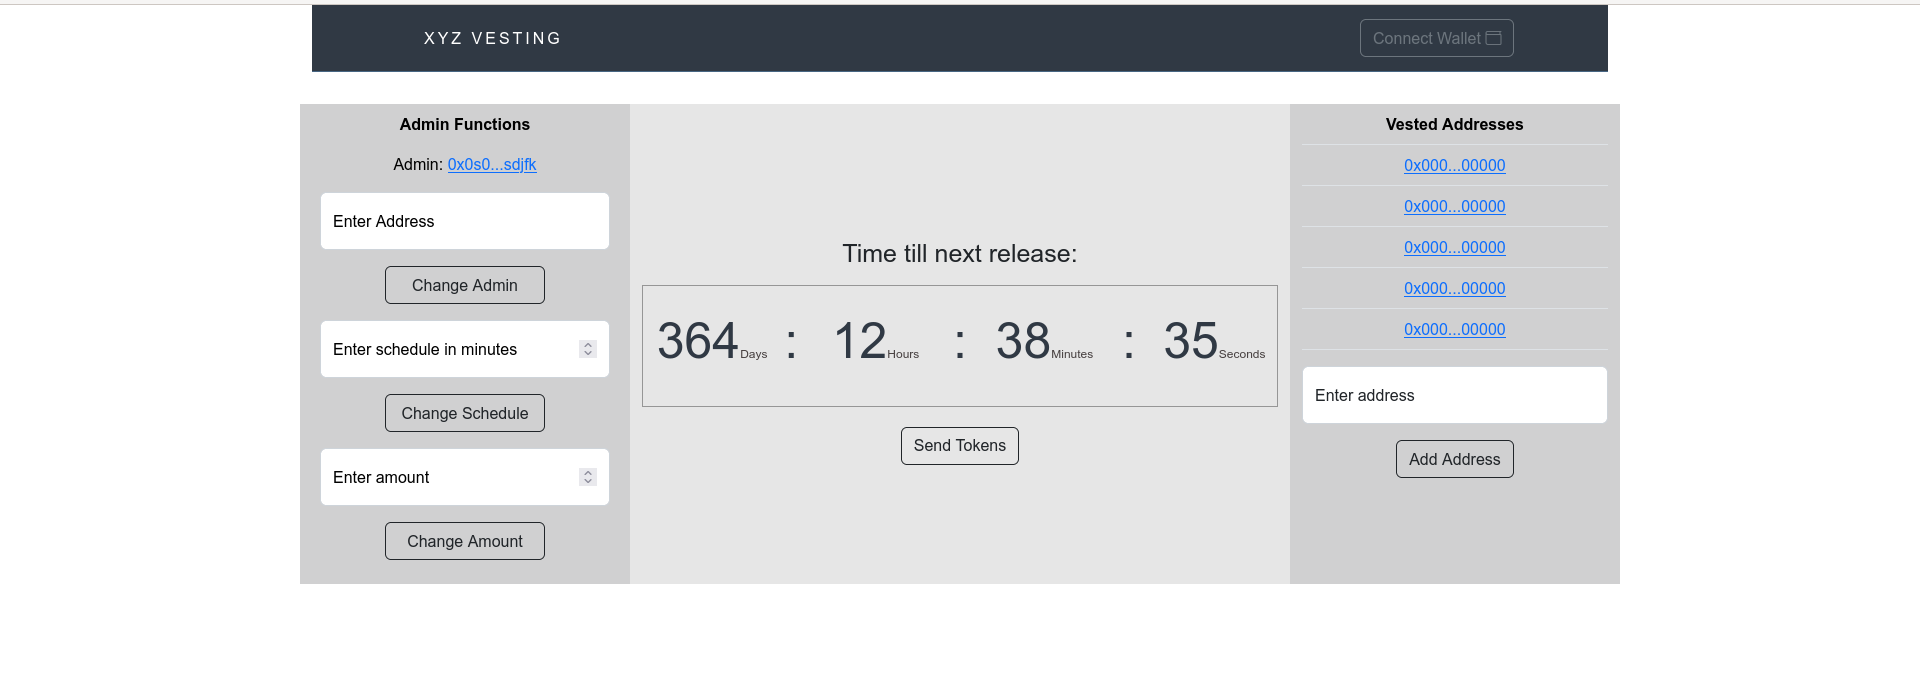 XYZ VESTING
Connect Wallet
Admin Functions
Admin: 0x0s0...sdjfk
Enter Address
Change Admin
Enter schedule in minutes
Change Schedule
Enter amount
Change Amount
Time till next release:
364 Days : 12 Hours : 38 Minutes : 35 Seconds
Send Tokens
Vested Addresses
0x000...00000
0x000...00000
0x000...00000
0x000...00000
0x000...00000
Enter address
Add Address